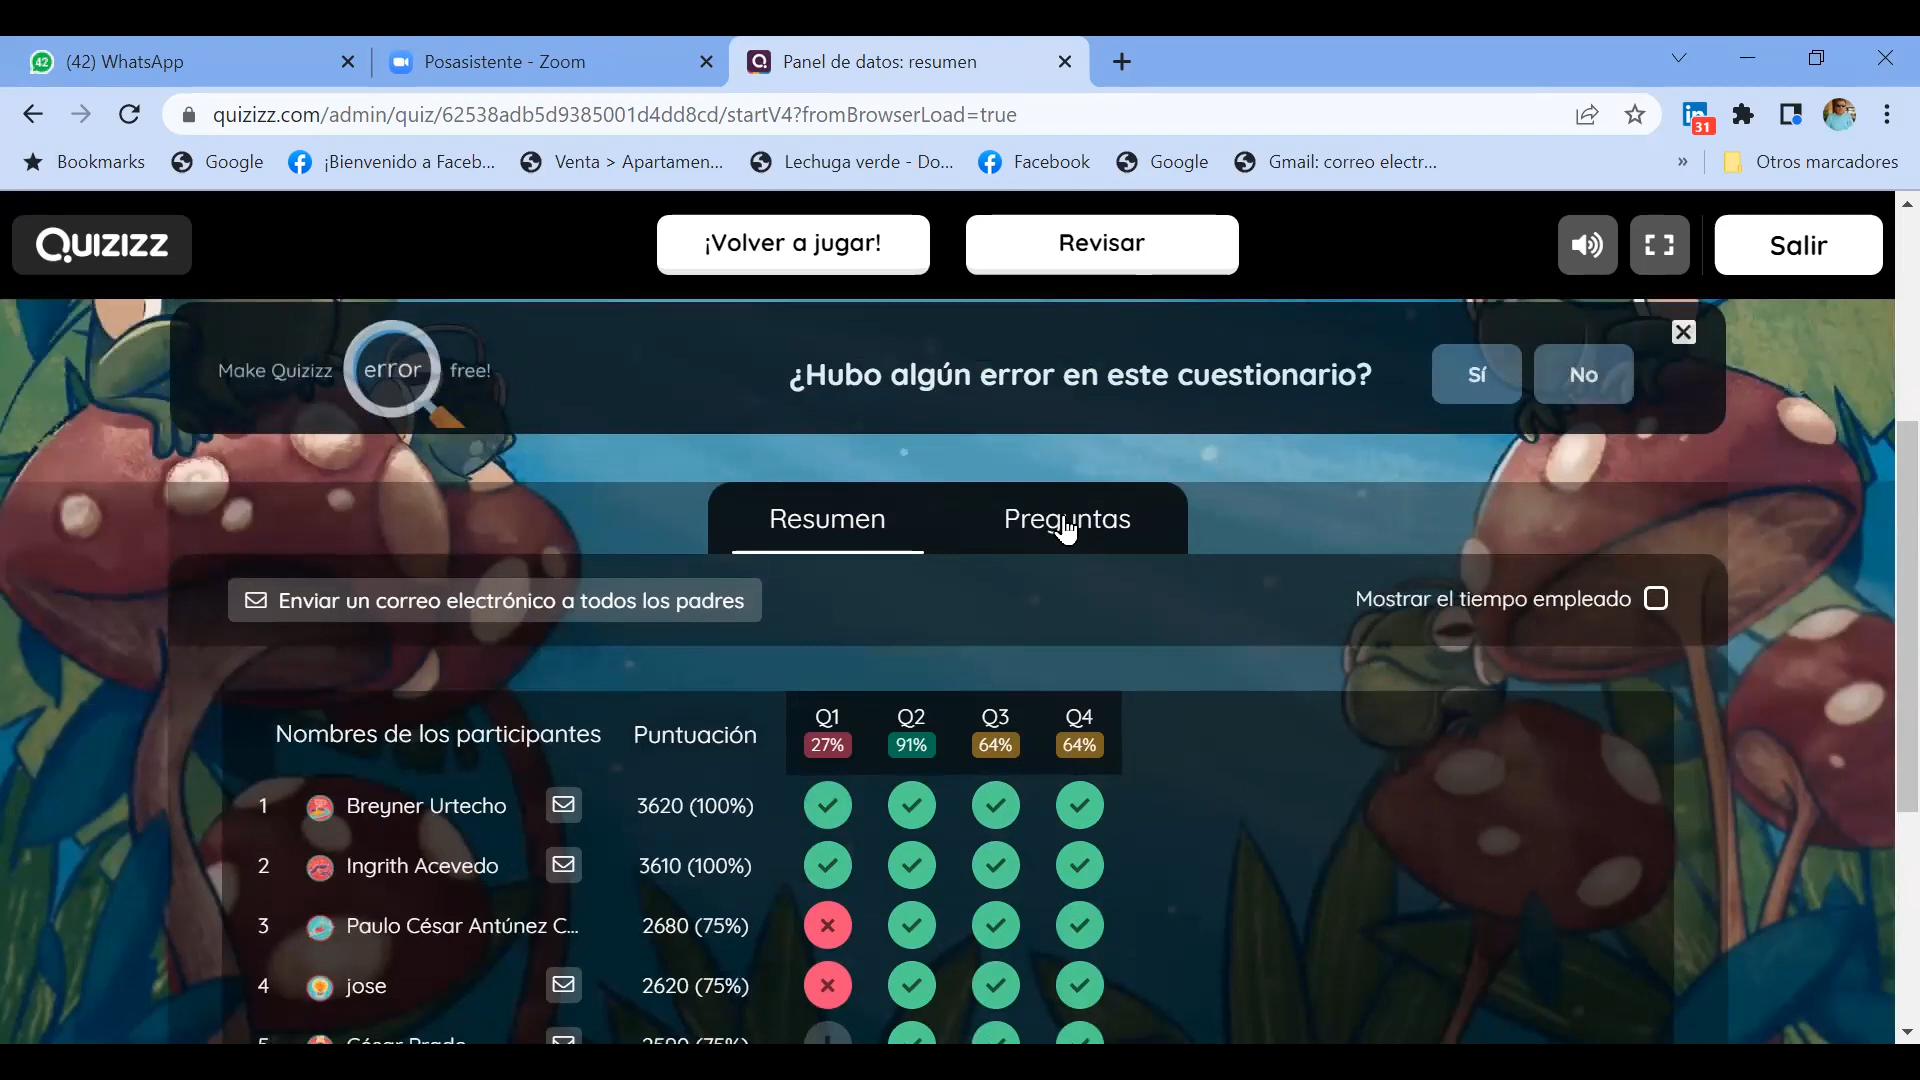 (42) WhatsApp
Posasistente - Zoom
Panel de datos: resumen
quizizz.com/admin/quiz/62538adb5d9385001d4dd8cd/startV4?fromBrowserLoad=true
31
Bookmarks
Google
¡Bienvenido a Faceb...
Venta > Apartamen...
Lechuga verde - Do...
Facebook
Google
Gmail: correo electr...
»
Otros marcadores
Quizizz
¡Volver a jugar!
Revisar
Salir
Make Quizizz error free!
¿Hubo algún error en este cuestionario?
Sí
No
Resumen
Preguntas
Enviar un correo electrónico a todos los padres
Mostrar el tiempo empleado
Nombres de los participantes
Puntuación
Q1 Q2 Q3 Q4
27% 91% 64% 64%
1 Breyner Urtecho 3620 (100%)
2 Ingrith Acevedo 3610 (100%)
3 Paulo César Antúnez C... 2680 (75%)
4 jose 2620 (75%)